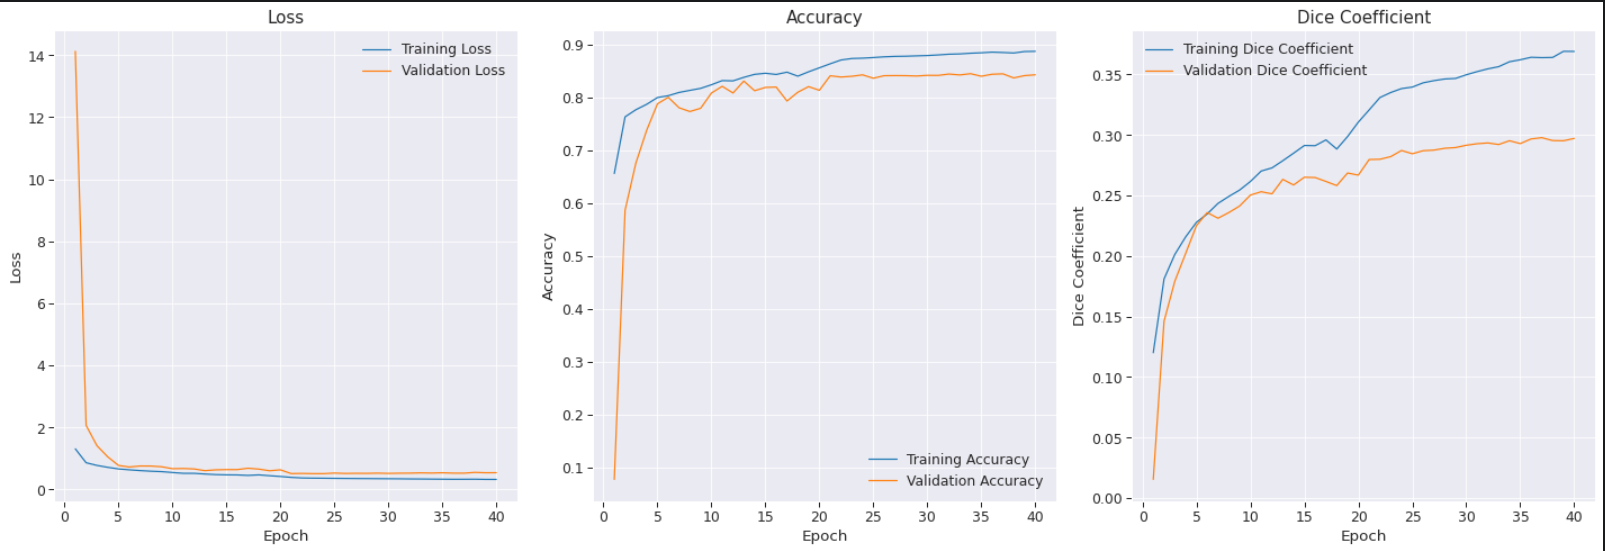 Loss
Training Loss
Validation Loss
14
12
10
8
6
4
2
0
Loss
0 5 10 15 20 25 30 35 40
Epoch
Accuracy
0.9
0.8
0.7
0.6
0.5
0.4
0.3
0.2
0.1
Accuracy
Training Accuracy
Validation Accuracy
0 5 10 15 20 25 30 35 40
Epoch
Dice Coefficient
Training Dice Coefficient
Validation Dice Coefficient
0.35
0.30
0.25
0.20
0.15
0.10
0.05
0.00
Dice Coefficient
0 5 10 15 20 25 30 35 40
Epoch